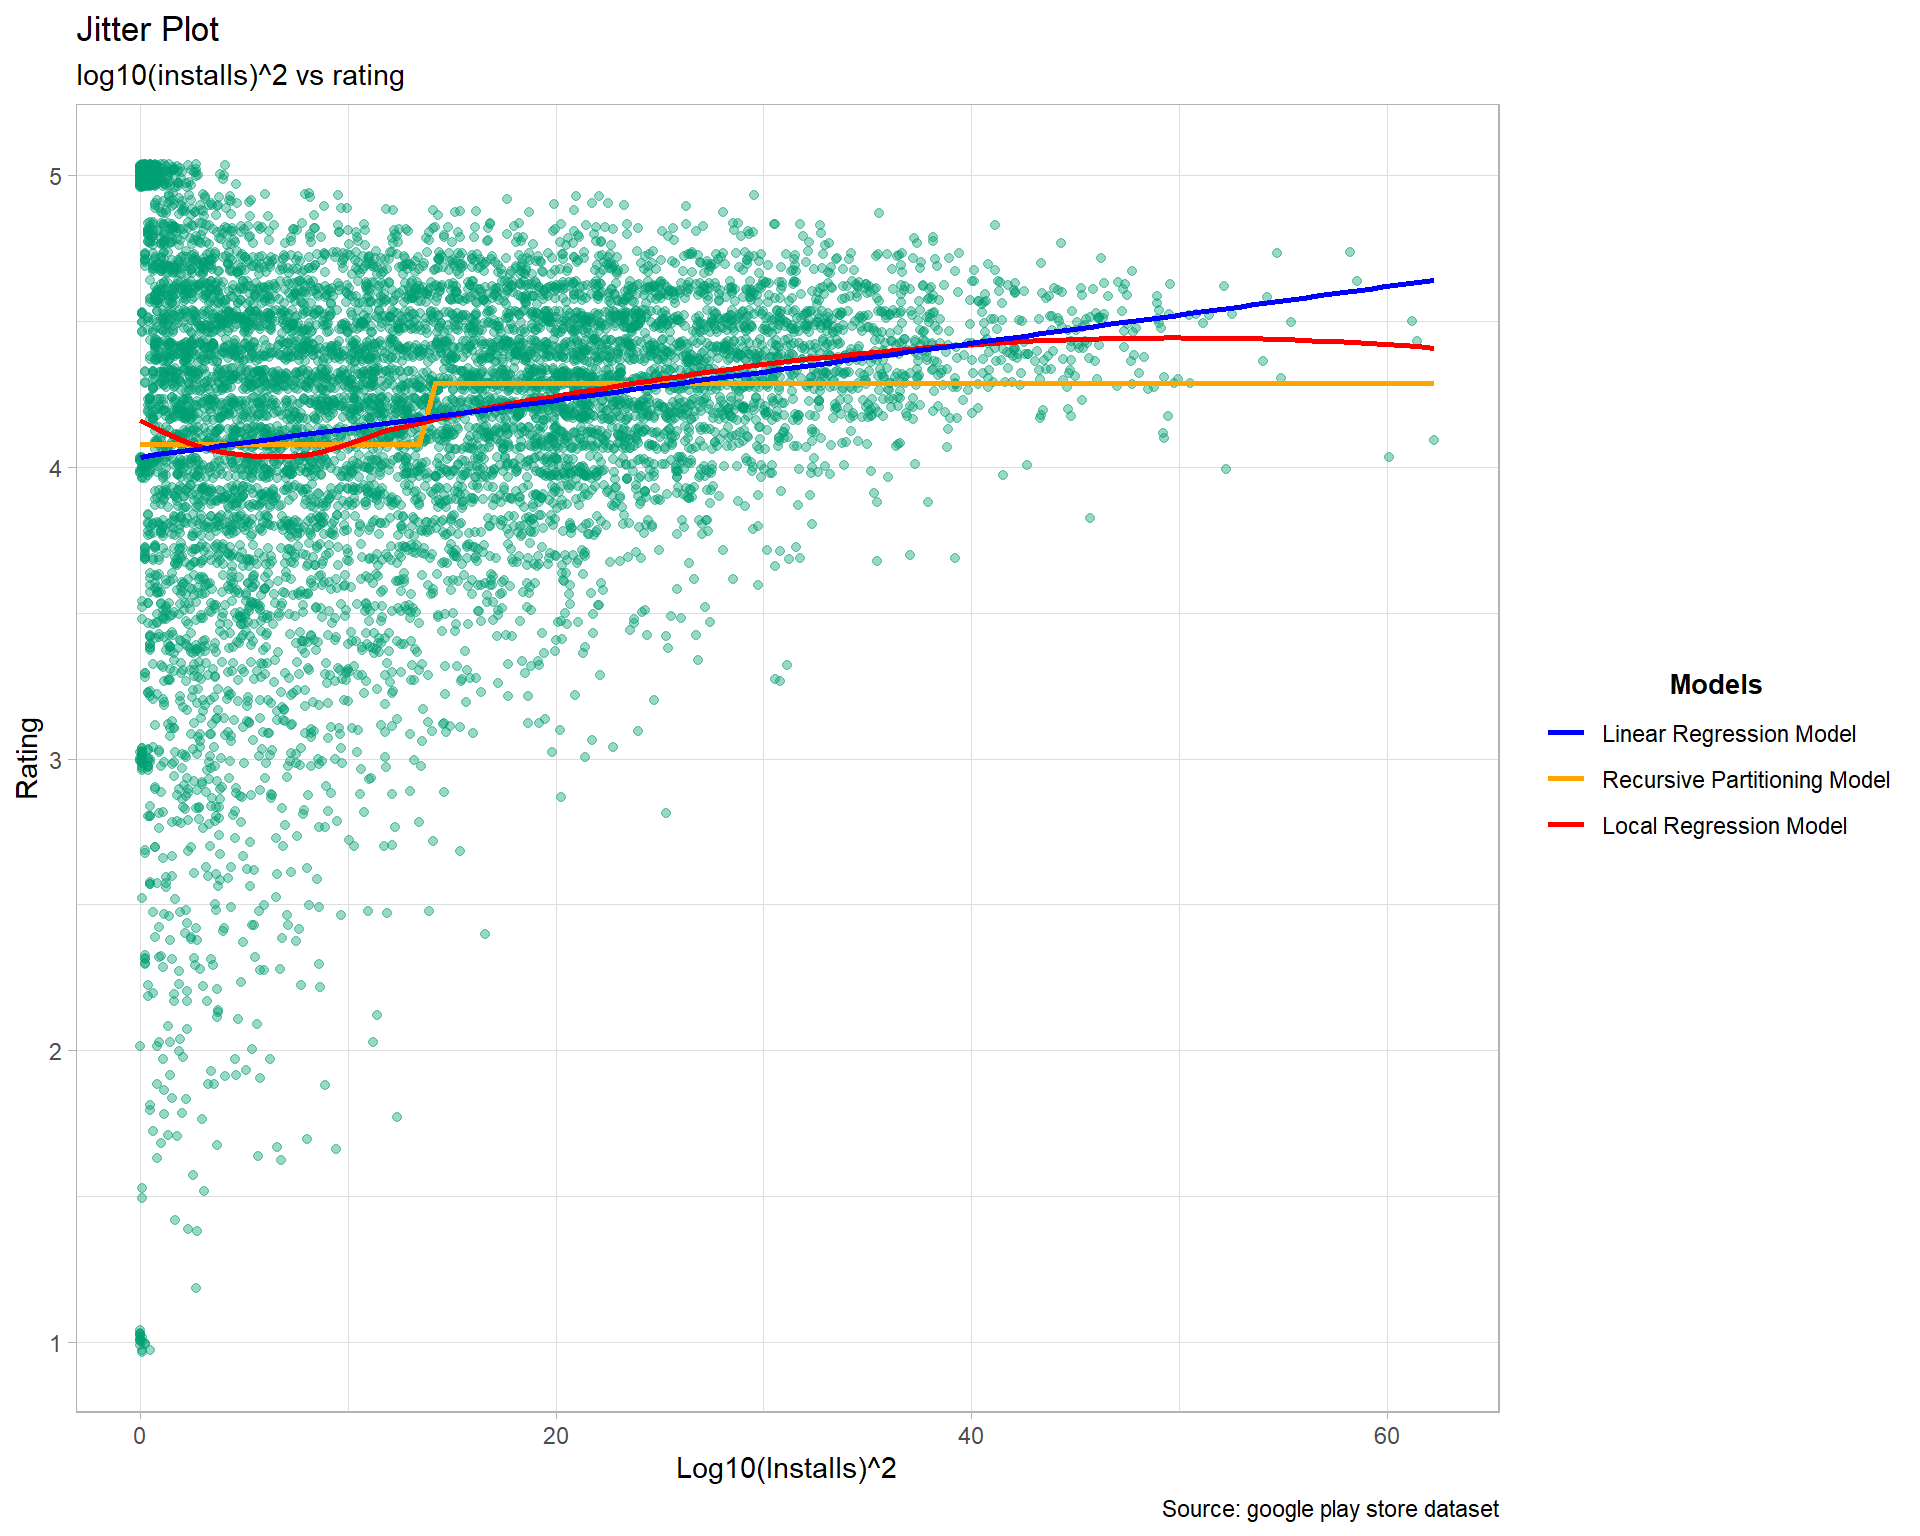 Jitter Plot
log10(installs)^2 vs rating
5
4
3
2
1
Rating
0
20
40
60
Log10(Installs)^2
Models
Linear Regression Model
Recursive Partitioning Model
Local Regression Model
Source: google play store dataset